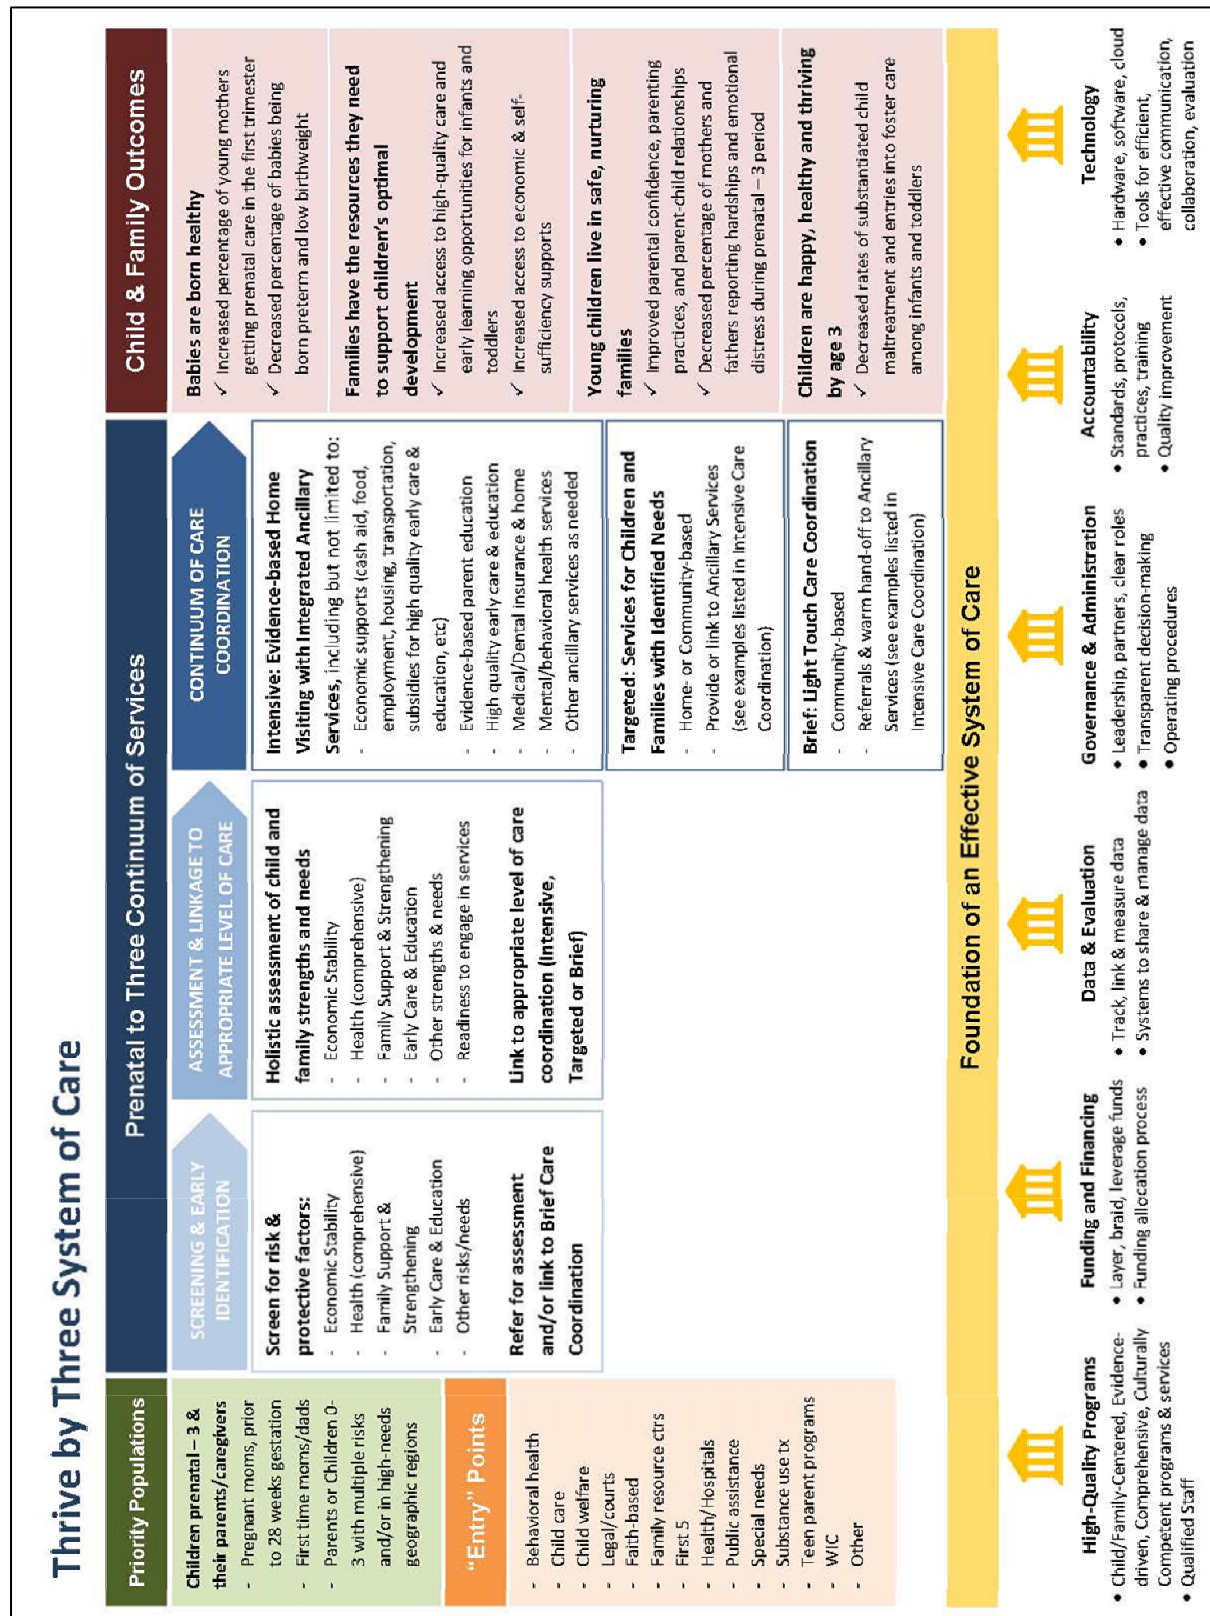 Thrive by Three System of Care
Priority Populations
Children prenatal – 3 &
their parents/caregivers
- Pregnant moms, prior
to 28 weeks gestation
- First time moms/dads
- Parents or Children 0-
3 with multiple risks
and/or in high-needs
geographic regions
"Entry" Points
- Behavioral health
- Child care
- Child welfare
- Legal/courts
- Faith-based
- Family resource ctrs
- First 5
- Health/Hospitals
- Public assistance
- Special needs
- Substance use tx
- Teen parent programs
- WIC
- Other
Prenatal to Three Continuum of Services
SCREENING & EARLY
IDENTIFICATION
Screen for risk &
protective factors:
- Economic Stability
- Health (comprehensive)
- Family Support &
Strengthening
- Early Care & Education
- Other risks/needs
Refer for assessment
and/or link to Brief Care
Coordination
ASSESSMENT & LINKAGE TO
APPROPRIATE LEVEL OF CARE
Holistic assessment of child and
family strengths and needs
- Economic Stability
- Health (comprehensive)
- Family Support & Strengthening
- Early Care & Education
- Other strengths & needs
- Readiness to engage in services
Link to appropriate level of care
coordination (Intensive,
Targeted or Brief)
CONTINUUM OF CARE
COORDINATION
Intensive: Evidence-based Home
Visiting with Integrated Ancillary
Services, including but not limited to:
- Economic supports (cash aid, food,
employment, housing, transportation,
subsidies for high quality early care &
education, etc)
- Evidence-based parent education
- High quality early care & education
- Medical/Dental insurance & home
- Mental/behavioral health services
- Other ancillary services as needed
Targeted: Services for Children and
Families with Identified Needs
- Home- or Community-based
- Provide or link to Ancillary Services
(see examples listed in Intensive Care
Coordination)
Brief: Light Touch Care Coordination
- Community-based
- Referrals & warm hand-off to Ancillary
Services (see examples listed in
Intensive Care Coordination)
Child & Family Outcomes
Babies are born healthy
✓ Increased percentage of young mothers
getting prenatal care in the first trimester
✓ Decreased percentage of babies being
born preterm and low birthweight
Families have the resources they need
to support children's optimal
development
✓ Increased access to high-quality care and
early learning opportunities for infants and
toddlers
✓ Increased access to economic & self-
sufficiency supports
Young children live in safe, nurturing
families
✓ Improved parental confidence, parenting
practices, and parent-child relationships
✓ Decreased percentage of mothers and
fathers reporting hardships and emotional
distress during prenatal – 3 period
Children are happy, healthy and thriving
by age 3
✓ Decreased rates of substantiated child
maltreatment and entries into foster care
among infants and toddlers
Foundation of an Effective System of Care
High-Quality Programs
• Child/Family-Centered, Evidence-
driven, Comprehensive, Culturally
Competent programs & services
• Qualified Staff
Funding and Financing
• Layer, braid, leverage funds
• Funding allocation process
Data & Evaluation
• Track, link & measure data
• Systems to share & manage data
Governance & Administration
• Leadership, partners, clear roles
• Transparent decision-making
• Operating procedures
Accountability
• Standards, protocols,
practices, training
• Quality improvement
Technology
• Hardware, software, cloud
• Tools for efficient,
effective communication,
collaboration, evaluation